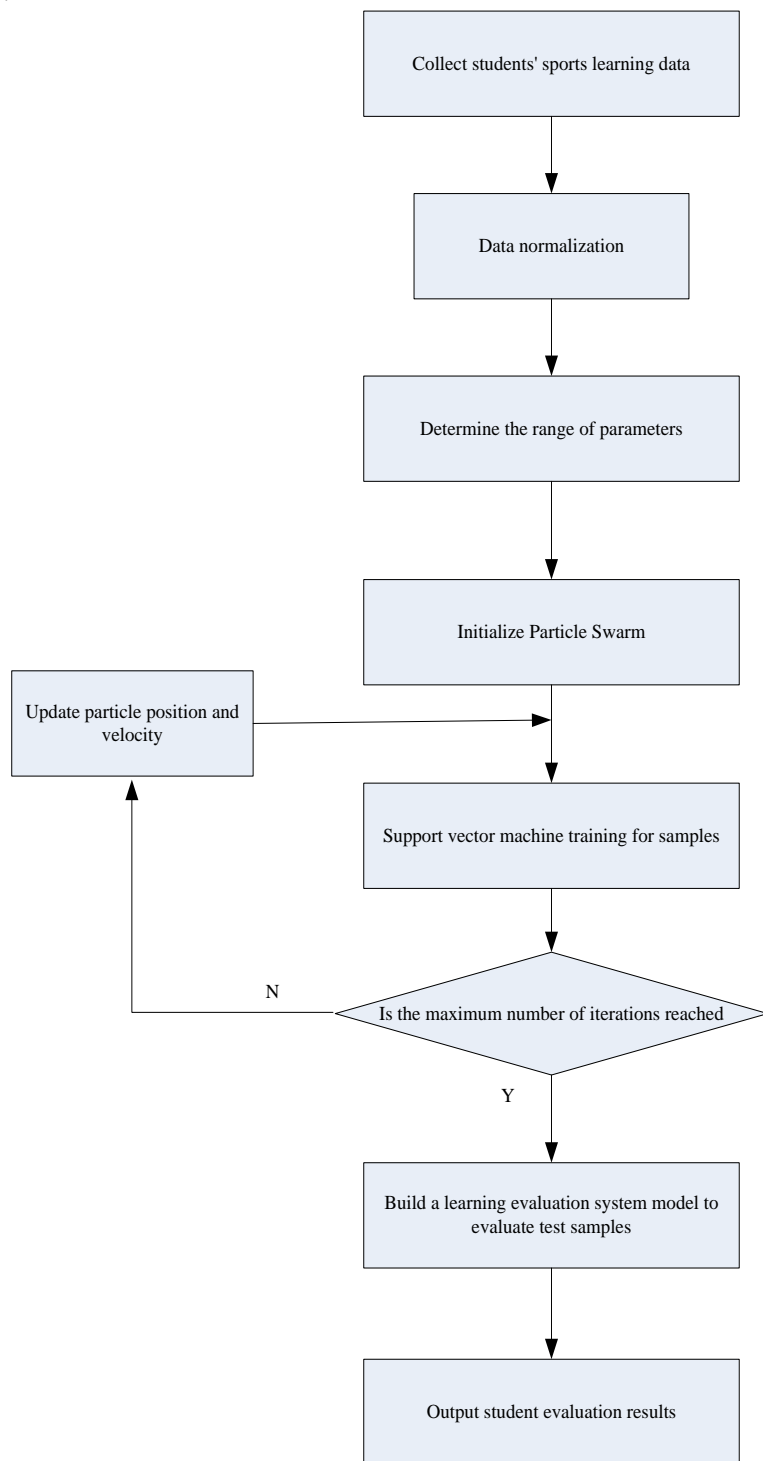 Collect students' sports learning data
Data normalization
Determine the range of parameters
Initialize Particle Swarm
Update particle position and
velocity
Support vector machine training for samples
Is the maximum number of iterations reached
N
Y
Build a learning evaluation system model to
evaluate test samples
Output student evaluation results